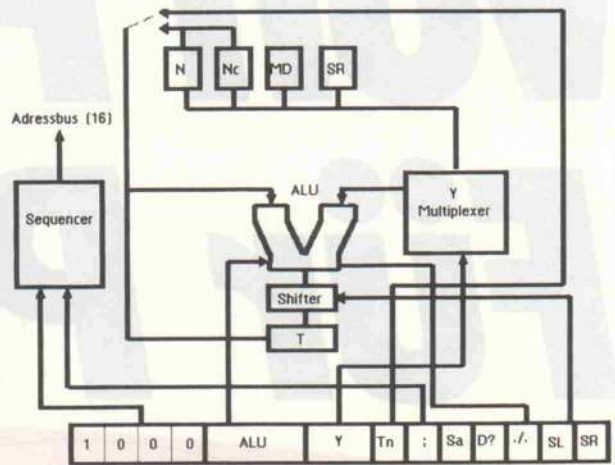 N Nc MD SR
Adressbus (16)
ALU
Y
Multiplexer
Sequencer
Shifter
T
1 0 0 0 ALU Y Tn ; Sa D? ./. SL SR